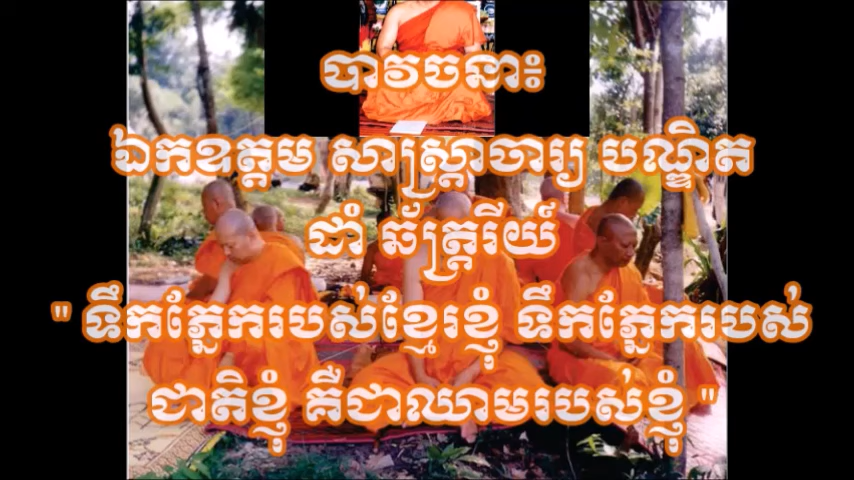 បាវចនា៖
ឯកឧត្តម សាស្ត្រាចារ្យ បណ្ឌិត
ដាំ ឆ័ត្រ្តរីយ៍
" ទឹកភ្នែករបស់ខ្មែរខ្ញុំ ទឹកភ្នែករបស់
ជាតិខ្ញុំ គឺជាឈាមរបស់ខ្ញុំ "